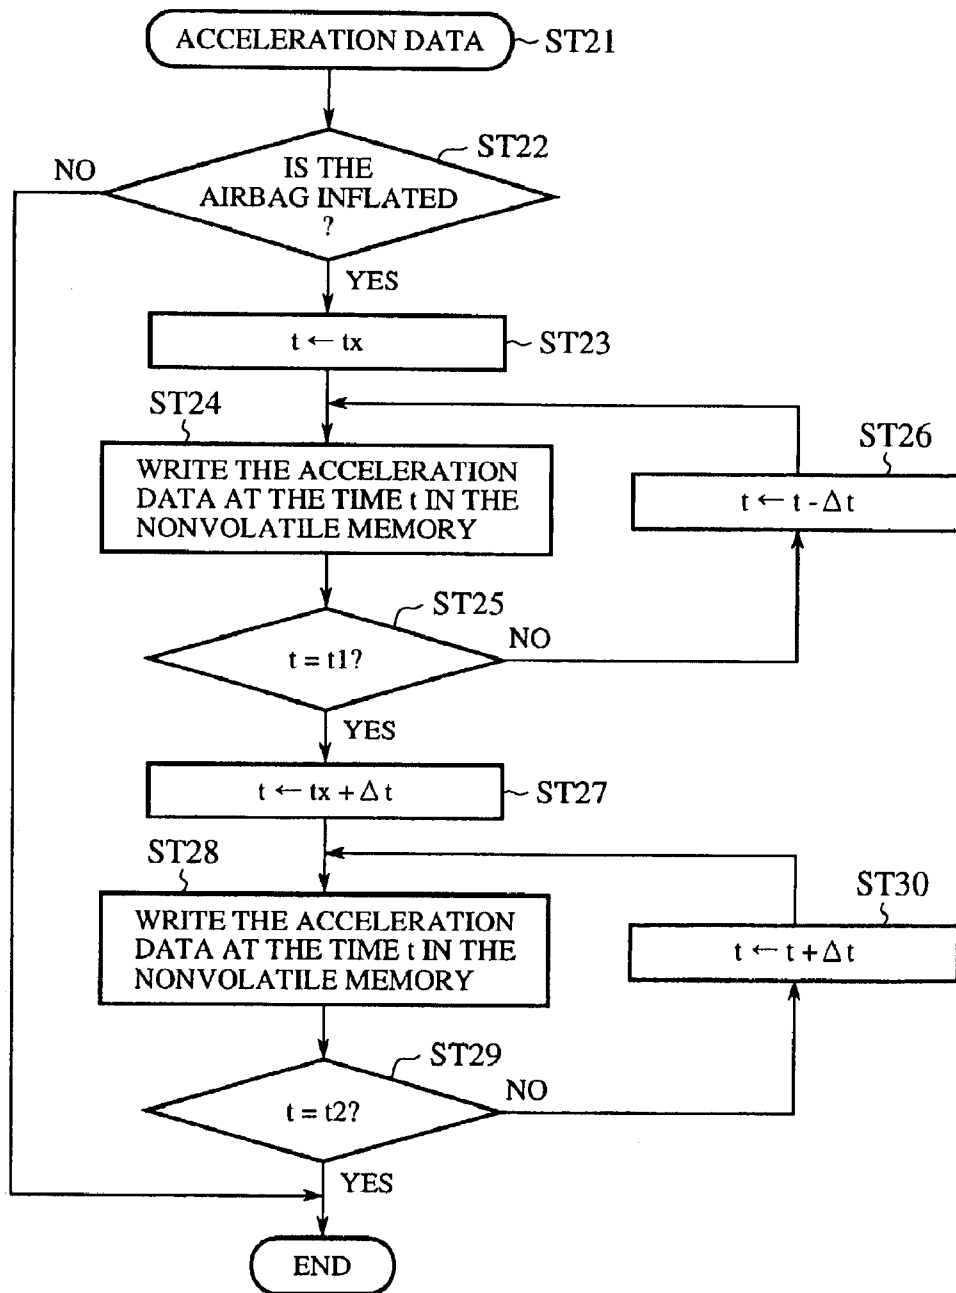 ACCELERATION DATA
ST21
ST22
NO
IS THE
AIRBAG INFLATED
?
YES
t ← tx
ST23
ST24
ST26
WRITE THE ACCELERATION
DATA AT THE TIME t IN THE
NONVOLATILE MEMORY
t ← t - Δt
ST25
NO
t = t1?
YES
t ← tx + Δt
ST27
ST28
ST30
WRITE THE ACCELERATION
DATA AT THE TIME t IN THE
NONVOLATILE MEMORY
t ← t + Δt
ST29
NO
t = t2?
YES
END